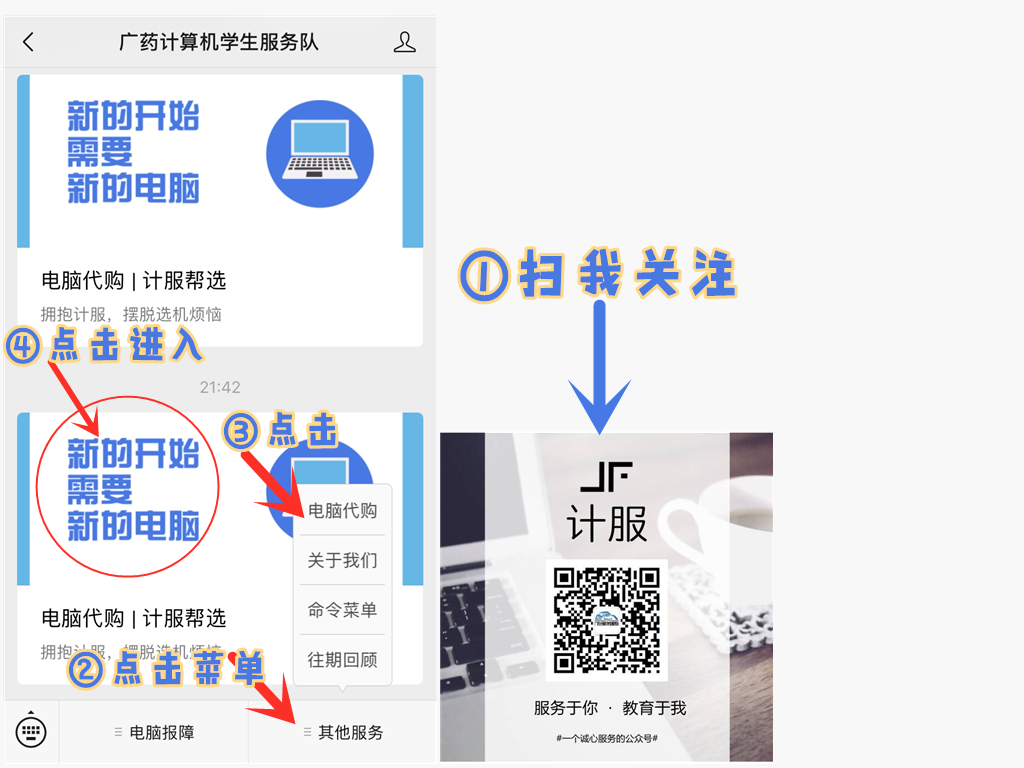 广药计算机学生服务队
新的开始
需要
新的电脑
电脑代购 | 计服帮选
拥抱计服，摆脱选机烦恼
④点击进入
21:42
新的开始
需要
新的电脑
③点击
电脑代购
关于我们
命令菜单
往期回顾
电脑代购 | 计服帮选
拥抱计服，摆脱选机烦恼
②点击菜单
电脑报障
其他服务
①扫我关注
JF
计服
服务于你 · 教育于我
#一个诚心服务的公众号#